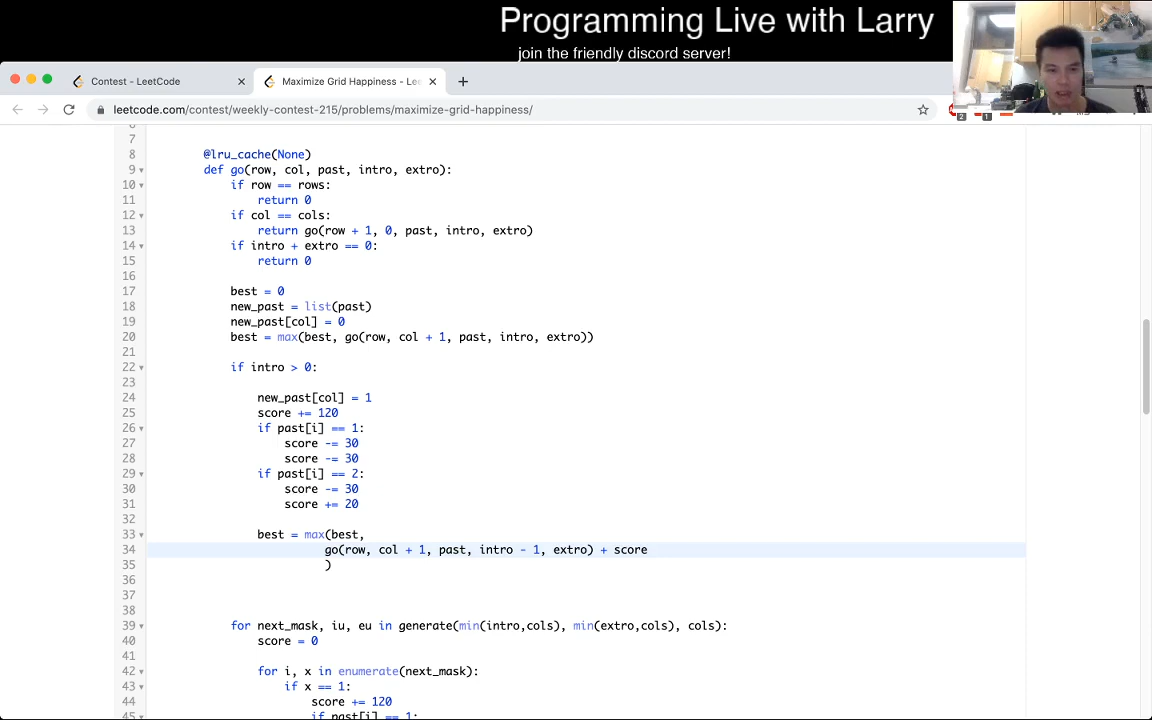 Programming Live with Larry
join the friendly discord server!
Contest - LeetCode
Maximize Grid Happiness - Lee
leetcode.com/contest/weekly-contest-215/problems/maximize-grid-happiness/
2
1
7
8 @lru_cache(None)
9 def go(row, col, past, intro, extro):
10 if row == rows:
11 return 0
12 if col == cols:
13 return go(row + 1, 0, past, intro, extro)
14 if intro + extro == 0:
15 return 0
16
17 best = 0
18 new_past = list(past)
19 new_past[col] = 0
20 best = max(best, go(row, col + 1, past, intro, extro))
21
22 if intro > 0:
23
24 new_past[col] = 1
25 score += 120
26 if past[i] == 1:
27 score -= 30
28 score -= 30
29 if past[i] == 2:
30 score -= 30
31 score += 20
32
33 best = max(best,
34 go(row, col + 1, past, intro - 1, extro) + score
35 )
36
37
38
39 for next_mask, iu, eu in generate(min(intro,cols), min(extro,cols), cols):
40 score = 0
41
42 for i, x in enumerate(next_mask):
43 if x == 1:
44 score += 120
45 if past[i] == 1: